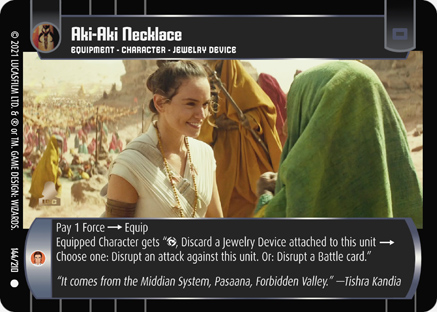 Aki-Aki Necklace
EQUIPMENT • CHARACTER • JEWELRY DEVICE
Pay 1 Force → Equip
Equipped Character gets “, Discard a Jewelry Device attached to this unit →
Choose one: Disrupt an attack against this unit. Or: Disrupt a Battle card.”
“It comes from the Middian System, Pasaana, Forbidden Valley.” —Tishra Kandia
© 2021 LUCASFILM LTD. & ® or TM. GAME DESIGN: WIZARDS.
144/210